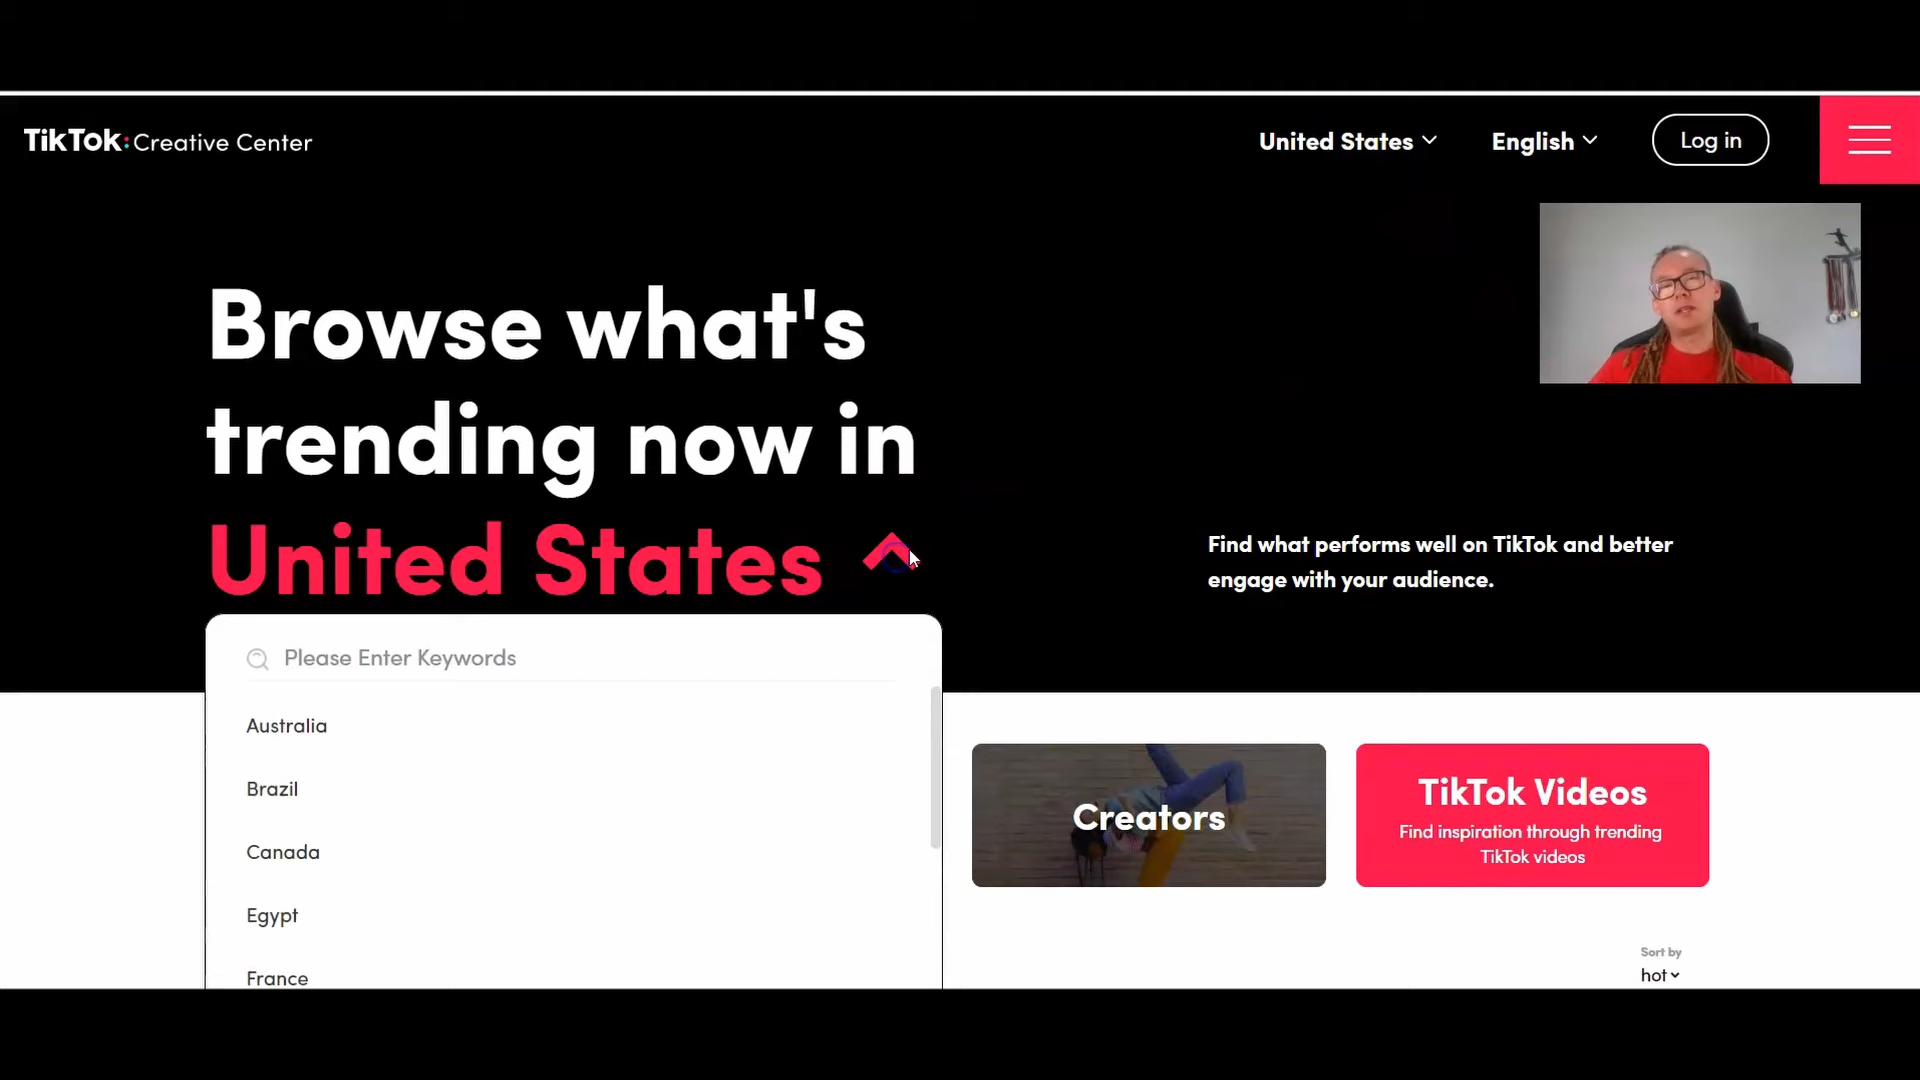 TikTok: Creative Center
United States
English
Log in
Browse what's
trending now in
United States
Find what performs well on TikTok and better
engage with your audience.
Please Enter Keywords
Australia
Brazil
Canada
Egypt
France
Creators
TikTok Videos
Find inspiration through trending
TikTok videos
Sort by
hot